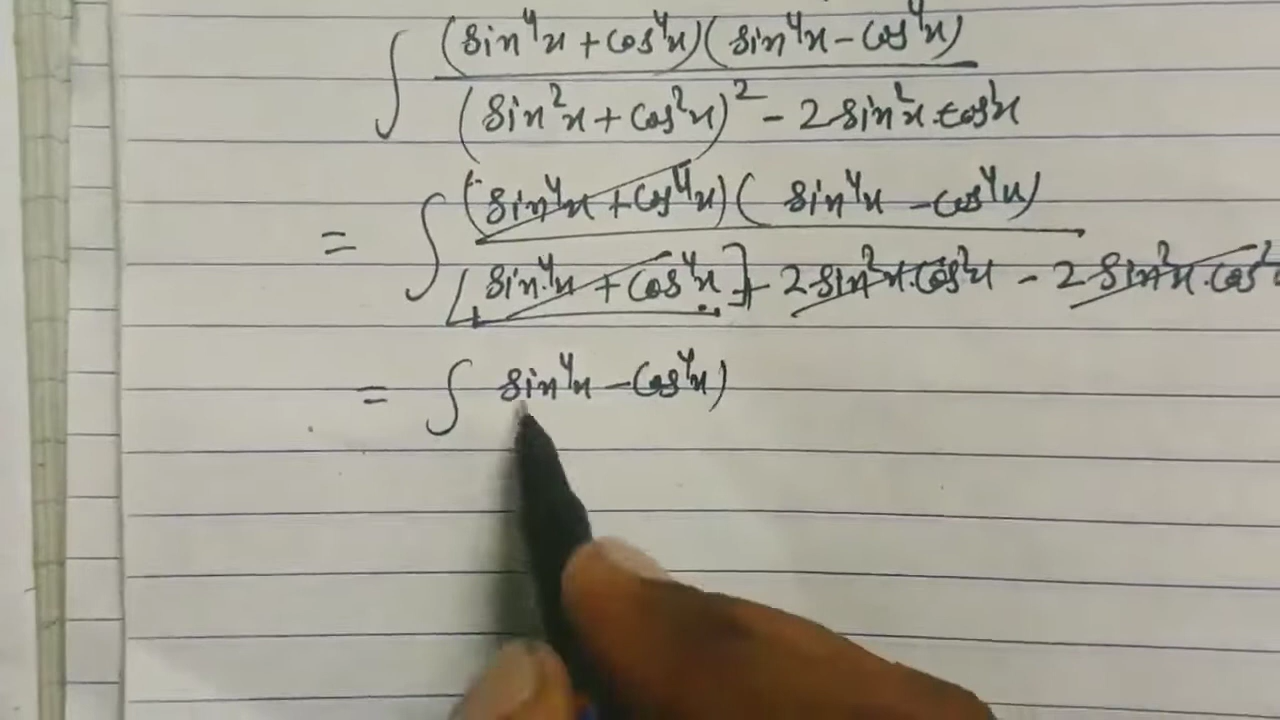 ∫ (sin⁴x + cos⁴x)(sin⁴x − cos⁴x)
(sin²x + cos²x)² − 2sin²x.cos²x
= ∫ (sin⁴x + cos⁴x)(sin⁴x − cos⁴x)
[sin⁴x + cos⁴x] + 2sin²x.cos²x − 2sin²x.cos²
= ∫ sin⁴x − cos⁴x)